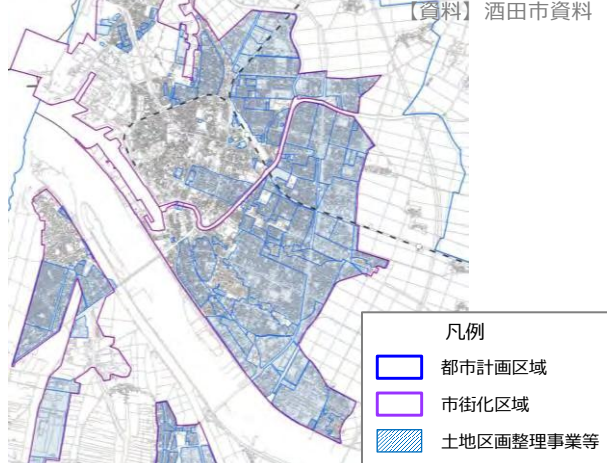 【資料】酒田市資料
凡例
都市計画区域
市街化区域
土地区画整理事業等